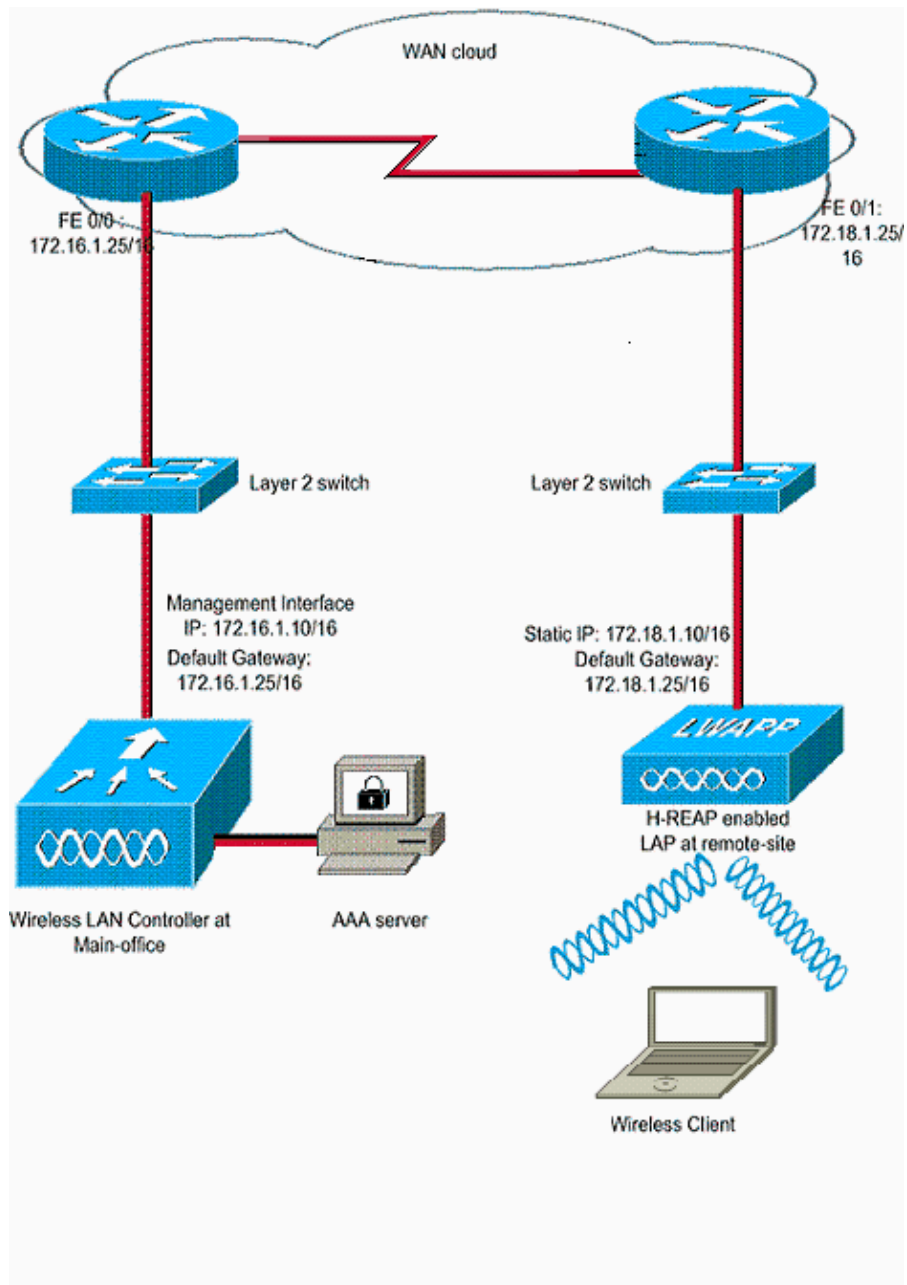 WAN cloud
FE 0/0 :
172.16.1.25/16
FE 0/1:
172.18.1.25/
16
Layer 2 switch
Layer 2 switch
Management Interface
IP: 172.16.1.10/16
Default Gateway:
172.16.1.25/16
Static IP: 172.18.1.10/16
Default Gateway:
172.18.1.25/16
LWAPP
H-REAP enabled
LAP at remote-site
Wireless LAN Controller at
Main-office
AAA server
Wireless Client